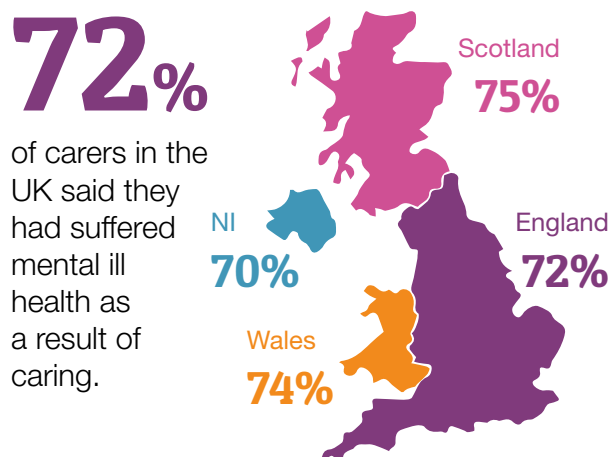 72%
of carers in the
UK said they
had suffered
mental ill
health as
a result of
caring.
Scotland
75%
NI
70%
England
72%
Wales
74%